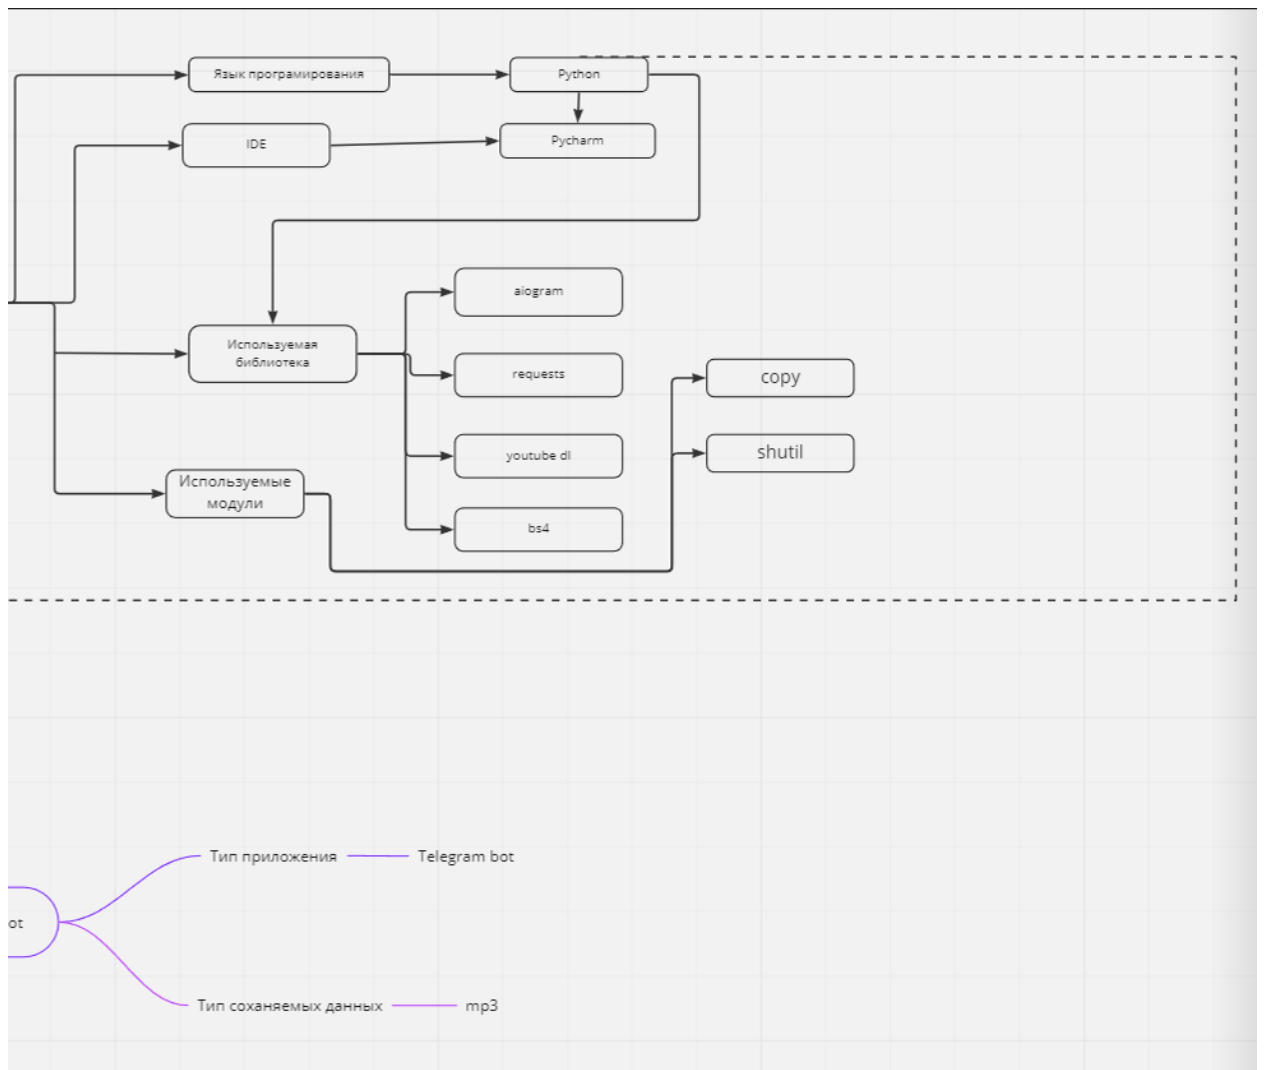 Язык програмирования
Python
IDE
Pycharm
aiogram
Используемая
библиотека
requests
copy
youtube dl
shutil
Используемые
модули
bs4
Тип приложения
Telegram bot
ot
Тип соханяемых данных
mp3